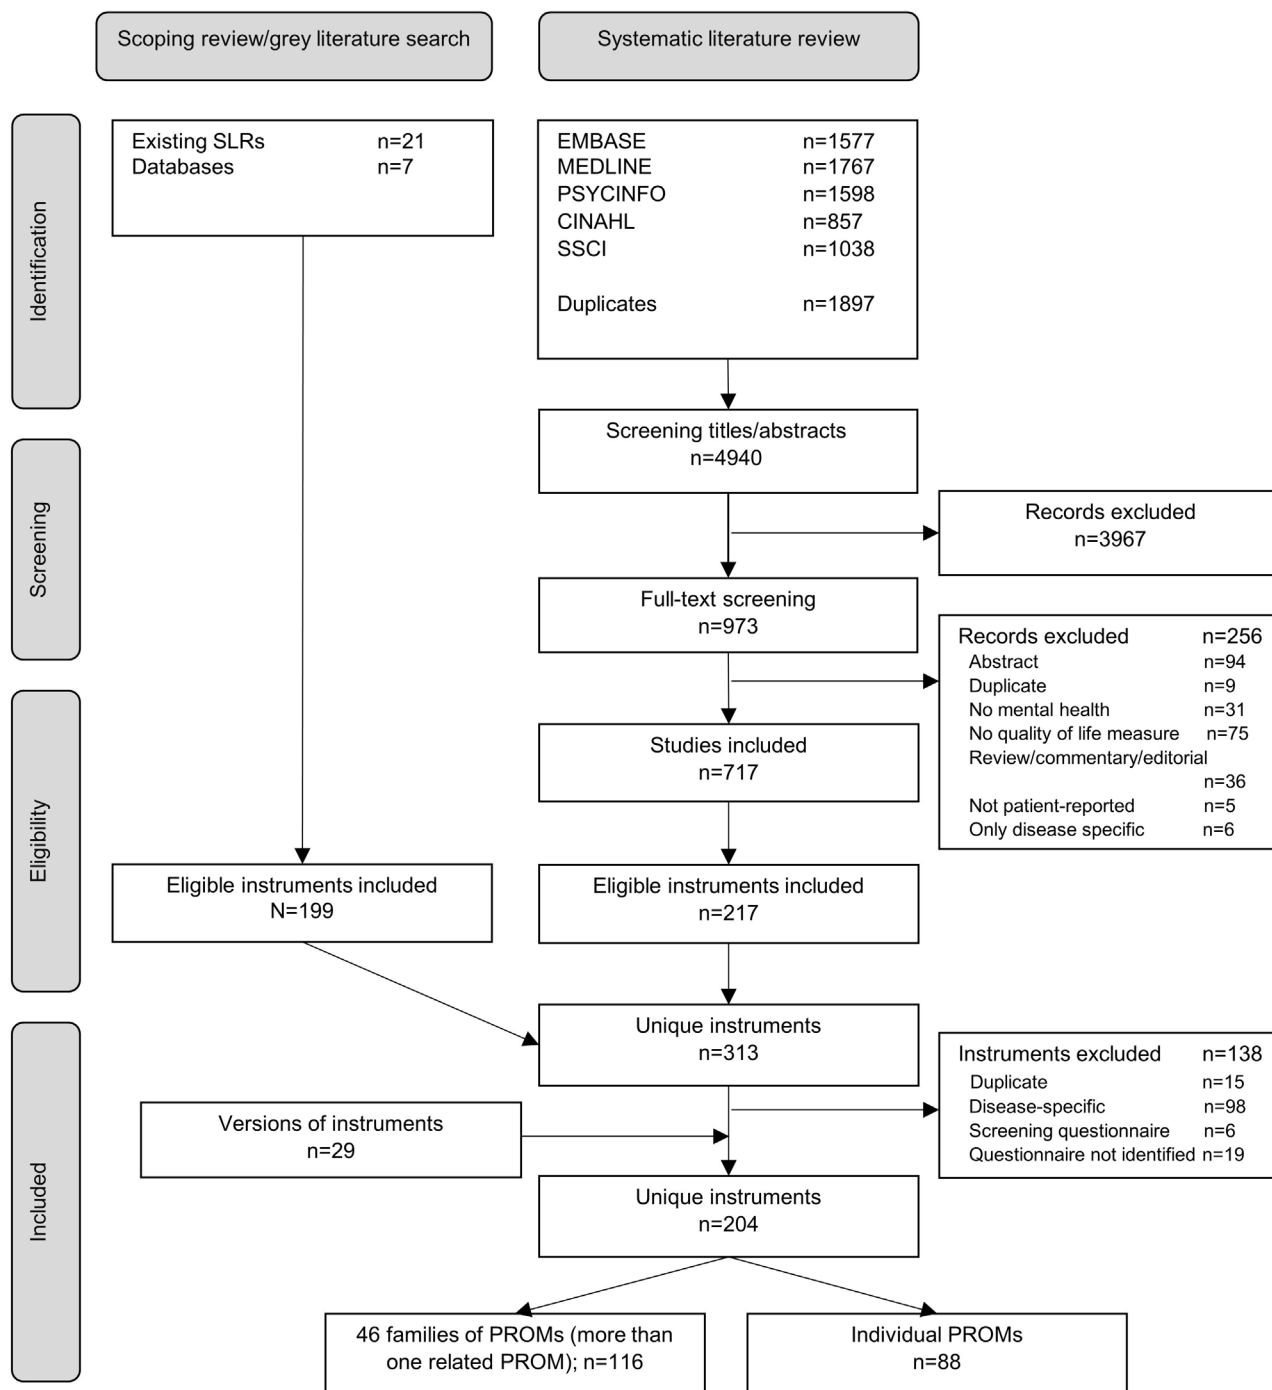 Scoping review/grey literature search
Systematic literature review
Identification
Existing SLRs n=21
Databases n=7
EMBASE n=1577
MEDLINE n=1767
PSYCINFO n=1598
CINAHL n=857
SSCI n=1038
Duplicates n=1897
Screening titles/abstracts
n=4940
Screening
Records excluded
n=3967
Full-text screening
n=973
Records excluded n=256
Abstract n=94
Duplicate n=9
No mental health n=31
No quality of life measure n=75
Review/commentary/editorial
n=36
Not patient-reported n=5
Only disease specific n=6
Eligibility
Studies included
n=717
Eligible instruments included
N=199
Eligible instruments included
n=217
Included
Unique instruments
n=313
Instruments excluded n=138
Duplicate n=15
Disease-specific n=98
Screening questionnaire n=6
Questionnaire not identified n=19
Versions of instruments
n=29
Unique instruments
n=204
46 families of PROMs (more than
one related PROM); n=116
Individual PROMs
n=88